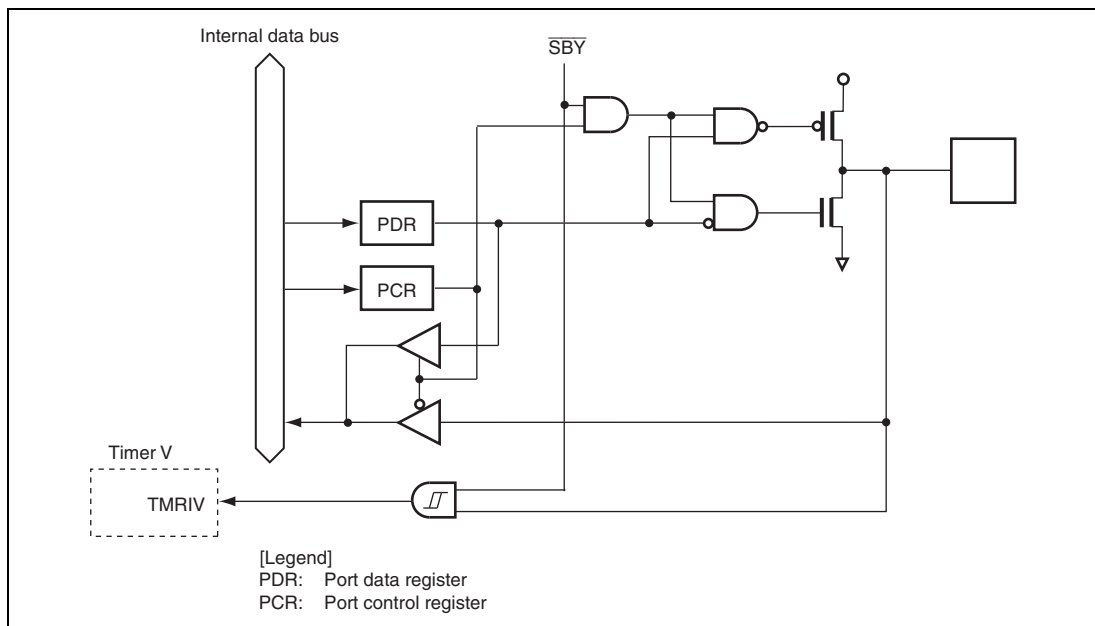 Internal data bus
SBY
PDR
PCR
Timer V
TMRIV
[Legend]
PDR: Port data register
PCR: Port control register